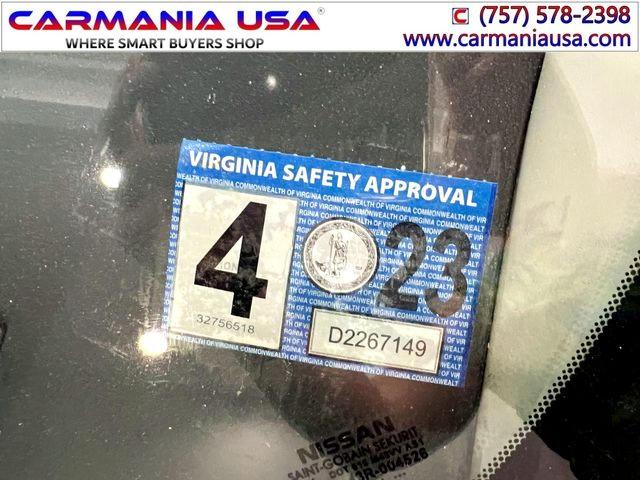 CARMANIA USA
WHERE SMART BUYERS SHOP
(757) 578-2398
www.carmaniausa.com
VIRGINIA SAFETY APPROVAL
4
32756518
23
D2267149
NISSAN
SAINT-GOBAIN SEKURIT